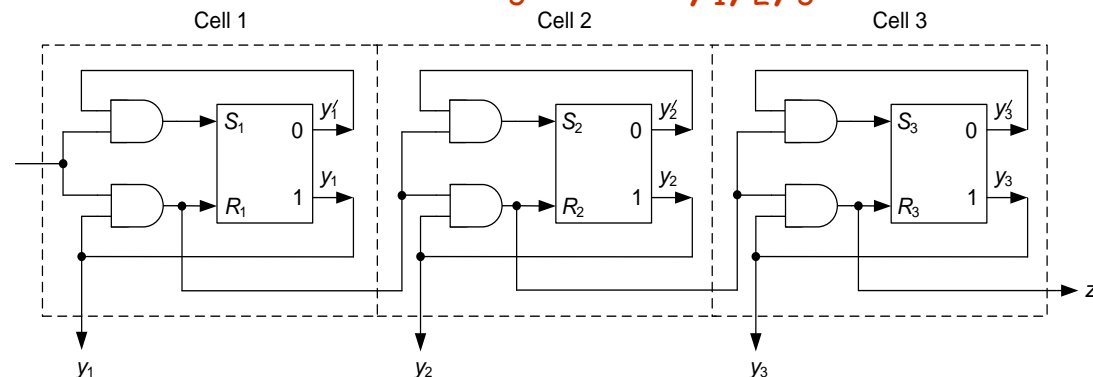 Cell 1 Cell 2 Cell 3
S₁ 0 y₁′ S₂ 0 y₂′ S₃ 0 y₃′
R₁ 1 y₁ R₂ 1 y₂ R₃ 1 y₃
z
y₁ y₂ y₃